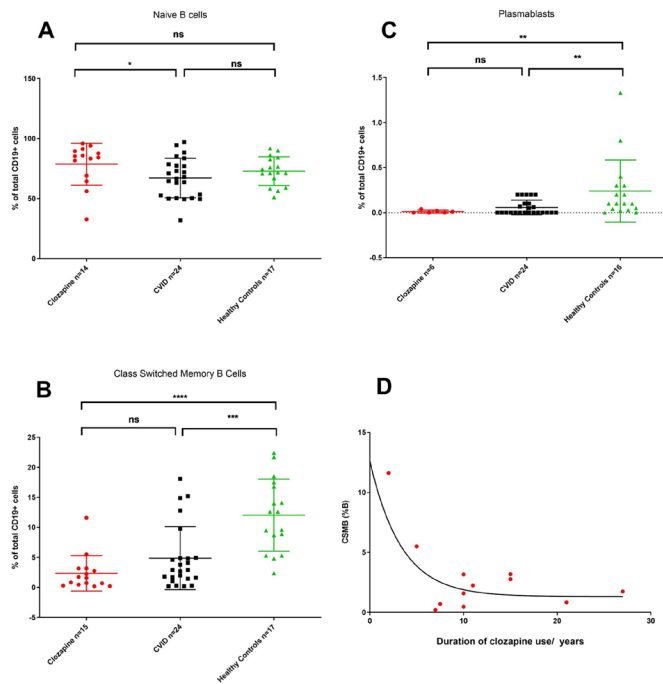 Naive B cells
A
ns
*
ns
% of total CD19+ cells
150
100
50
0
Clozapine n=14
CVID n=24
Healthy Controls n=17
Plasmablasts
C
**
ns
**
% of total CD19+ cells
1.5
1.0
0.5
0.0
-0.5
Clozapine n=6
CVID n=24
Healthy Controls n=16
B
Class Switched Memory B Cells
****
ns
***
% of total CD19+ cells
25
20
15
10
5
0
-5
Clozapine n=15
CVID n=24
Healthy Controls n=17
D
CSMB (%B)
15
10
5
0
0
10
20
30
Duration of clozapine use/ years